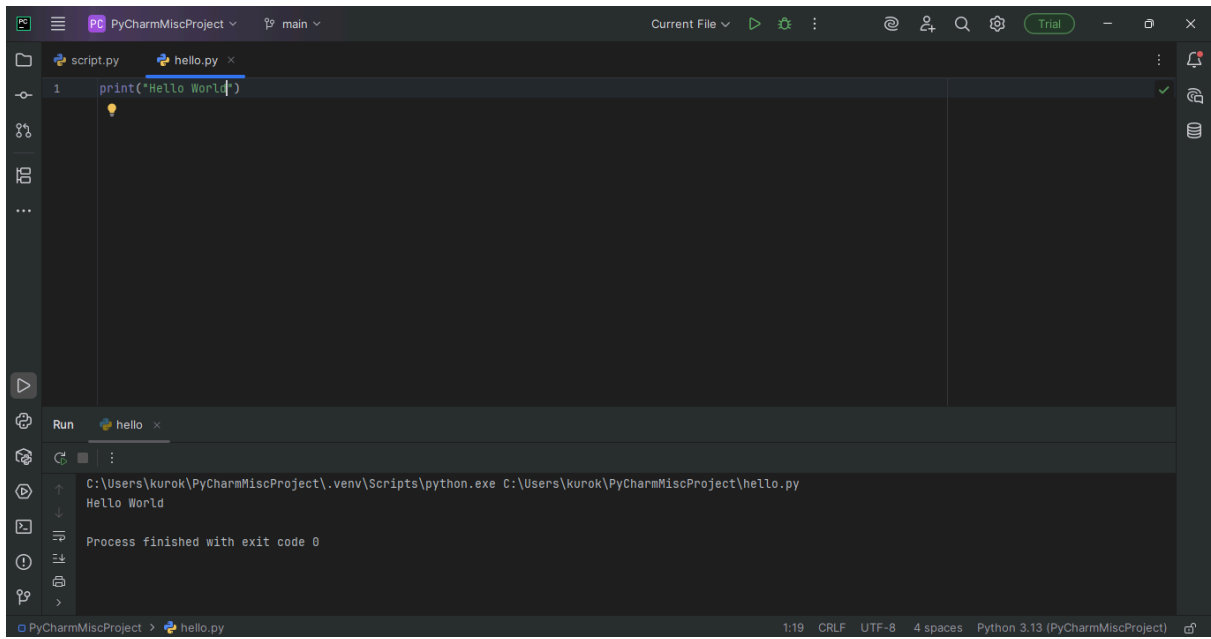 PC PC PyCharmMiscProject main Current File Trial
script.py hello.py
1 print("Hello World")
Run hello
C:\Users\kurok\PyCharmMiscProject\.venv\Scripts\python.exe C:\Users\kurok\PyCharmMiscProject\hello.py
Hello World
Process finished with exit code 0
PyCharmMiscProject > hello.py 1:19 CRLF UTF-8 4 spaces Python 3.13 (PyCharmMiscProject)